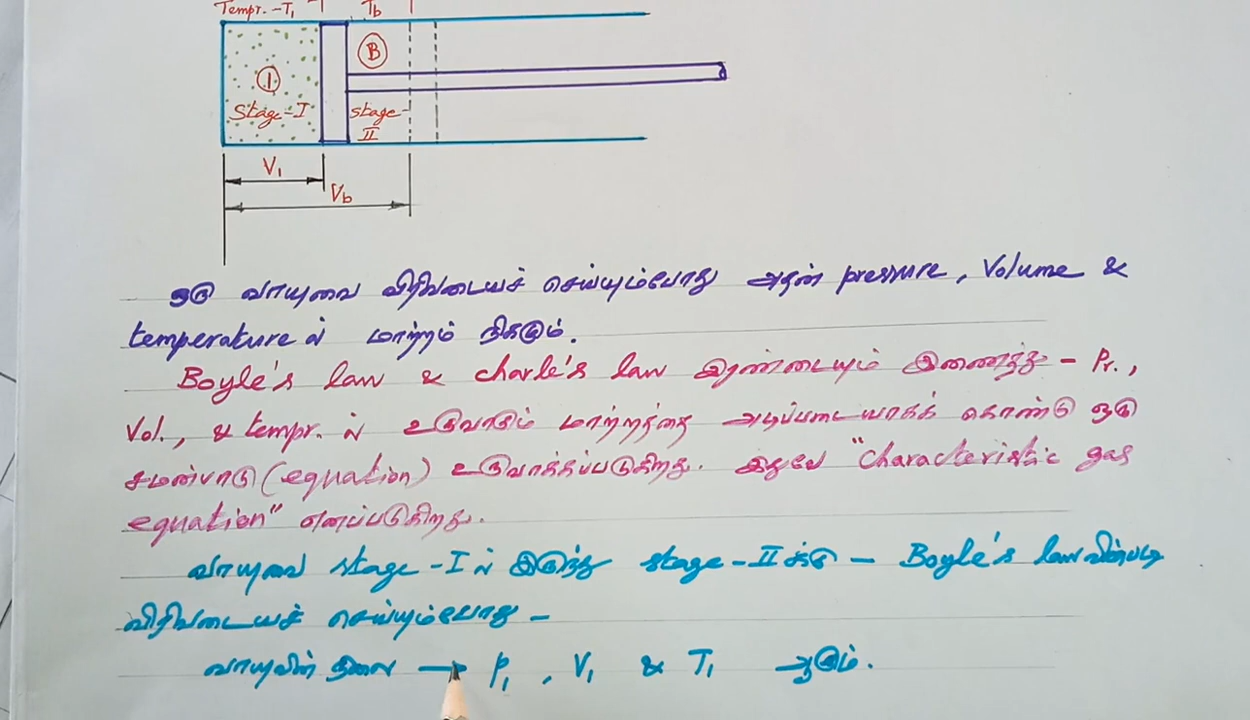 Tempr. -T₁ Tb
B
1
Stage-I stage-
II
V₁
Vb
ஒரு வாயுவை விரிவடையச் செய்யும்போது அதன் pressure, Volume &
temperature ல் மாற்றம் நிகழும்.
Boyle's law & charle's law இரண்டையும் இணைத்து - Pr.,
Vol., & tempr. ல் உருவாகும் மாற்றத்தை அடிப்படையாகக் கொண்டு ஒரு
சமன்பாடு (equation) உருவாக்கப்படுகிறது. இதுவே "characteristic gas
equation" எனப்படுகிறது.
வாயுவை stage-I ல் இருந்து stage-II க்கு - Boyle's lawவின்படி
விரிவடையச் செய்யும்போது -
வாயுவின் நிலை → P₁, V₁ & T₁ ஆகும்.